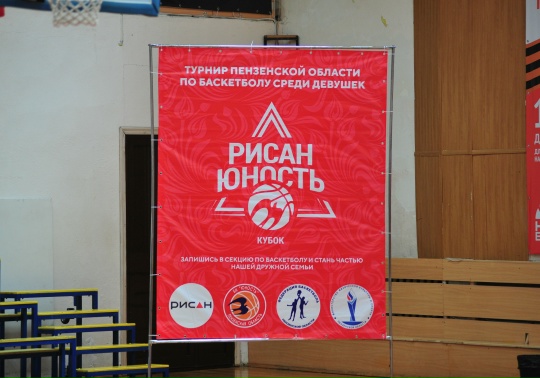 ТУРНИР ПЕНЗЕНСКОЙ ОБЛАСТИ
ПО БАСКЕТБОЛУ СРЕДИ ДЕВУШЕК
РИСАН
ЮНОСТЬ
КУБОК
ЗАПИШИСЬ В СЕКЦИЮ ПО БАСКЕТБОЛУ И СТАНЬ ЧАСТЬЮ
НАШЕЙ ДРУЖНОЙ СЕМЬИ
РИСАН